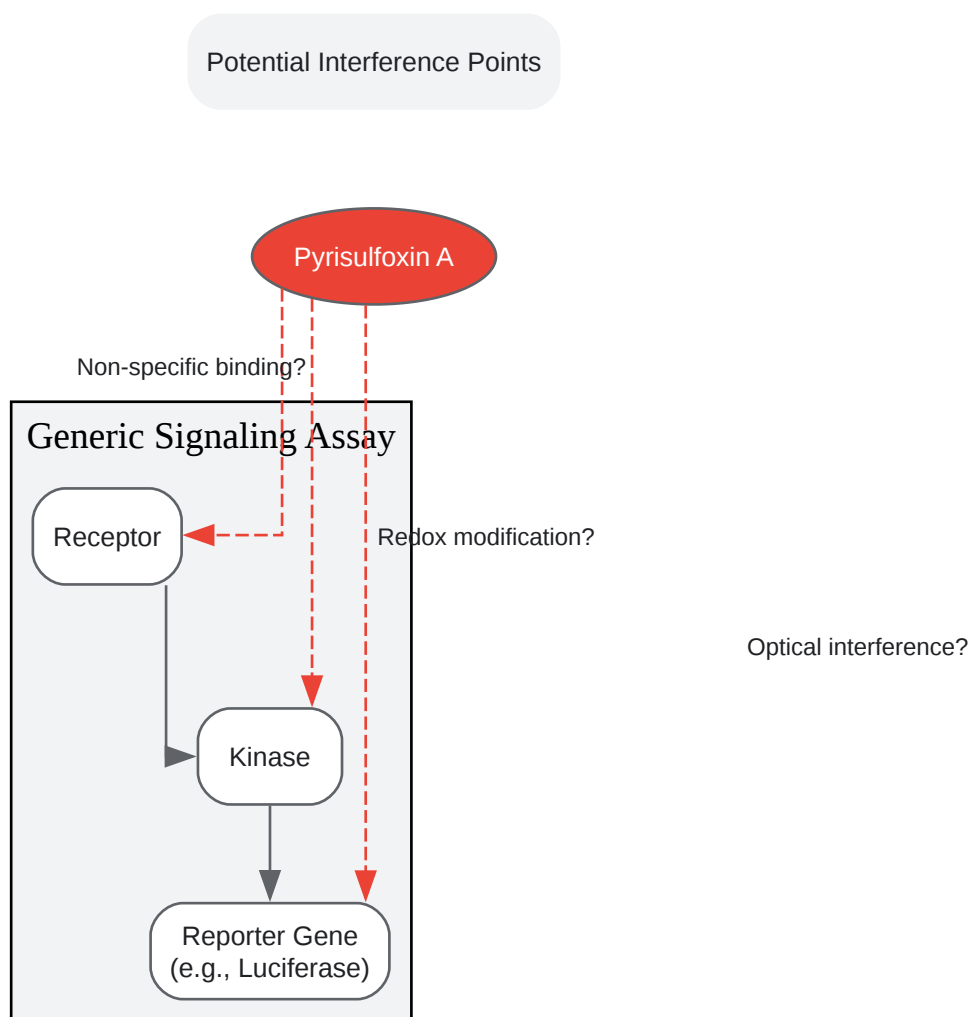 Potential Interference Points
Pyrisulfoxin A
Non-specific binding?
Generic Signaling Assay
Receptor
Redox modification?
Optical interference?
Kinase
Reporter Gene
(e.g., Luciferase)